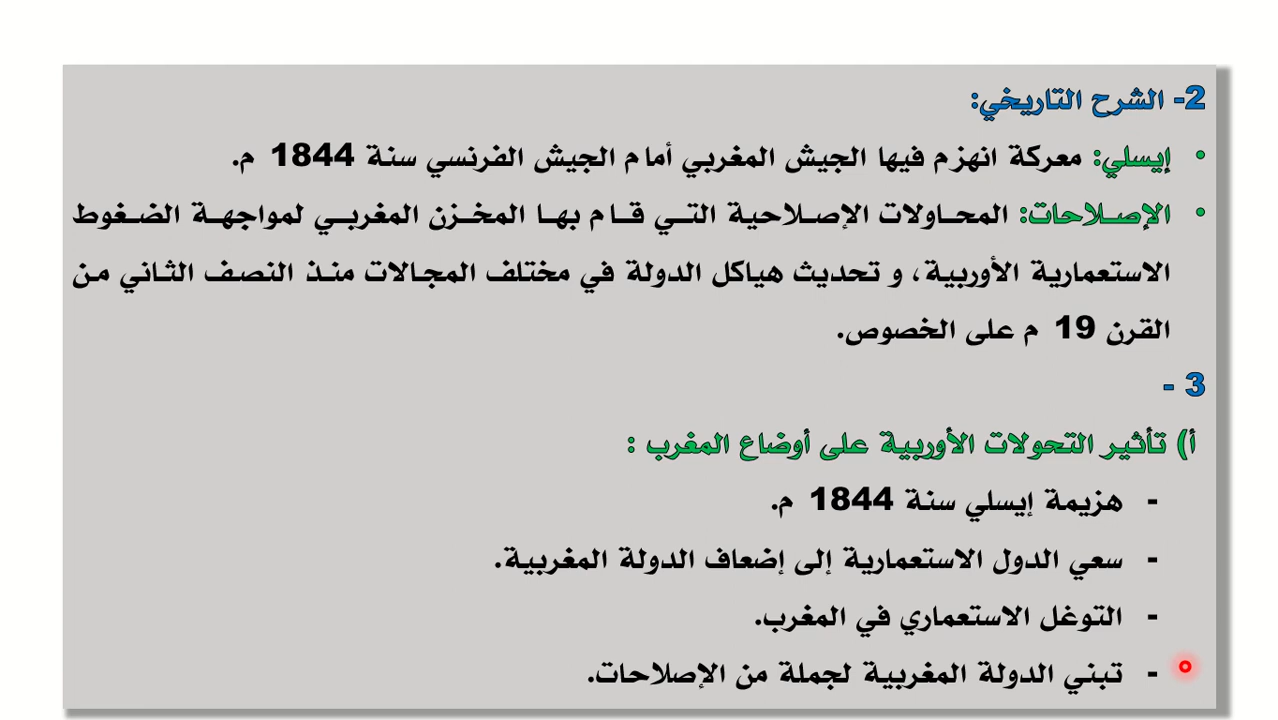 2- الشرح التاريخي:
• إيسلي: معركة انهزم فيها الجيش المغربي أمام الجيش الفرنسي سنة 1844 م.
• الإصلاحات: المحاولات الإصلاحية التي قام بها المخزن المغربي لمواجهة الضغوط
الاستعمارية الأوربية، و تحديث هياكل الدولة في مختلف المجالات منذ النصف الثاني من
القرن 19 م على الخصوص.
3 -
أ) تأثير التحولات الأوربية على أوضاع المغرب :
- هزيمة إيسلي سنة 1844 م.
- سعي الدول الاستعمارية إلى إضعاف الدولة المغربية.
- التوغل الاستعماري في المغرب.
- تبني الدولة المغربية لجملة من الإصلاحات.